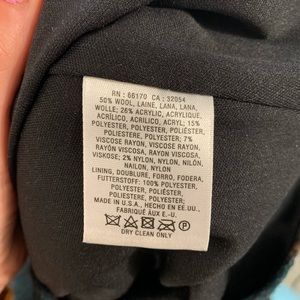 RN : 66170 CA : 32054
50% WOOL, LAINE, LANA, LANA,
WOLLE; 26% ACRYLIC, ACRYLIQUE,
ACRÍLICO, ACRILICO, ACRYL; 15%
POLYESTER, POLYESTER, POLIÉSTER,
POLIESTERE, POLYESTER; 7%
VISCOSE RAYON, VISCOSE RAYON,
VISCOSA RAYON, RAYON VISCOSA,
VISKOSE; 2% NYLON, NYLON, NILÓN,
NAILON, NYLON
LINING, DOUBLURE, FORRO, FODERA,
FUTTERSTOFF: 100% POLYESTER,
POLYESTER, POLIÉSTER,
POLIESTERE, POLYESTER;
MADE IN U.S.A., HECHO EN EE.UU.,
FABRIQUÉ AUX E.-U.
DRY CLEAN ONLY